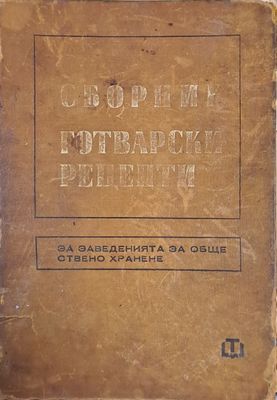 СБОРНИК
ГОТВАРСКИ
РЕЦЕПТИ
ЗА ЗАВЕДЕНИЯТА ЗА ОБЩЕ
СТВЕНО ХРАНЕНЕ